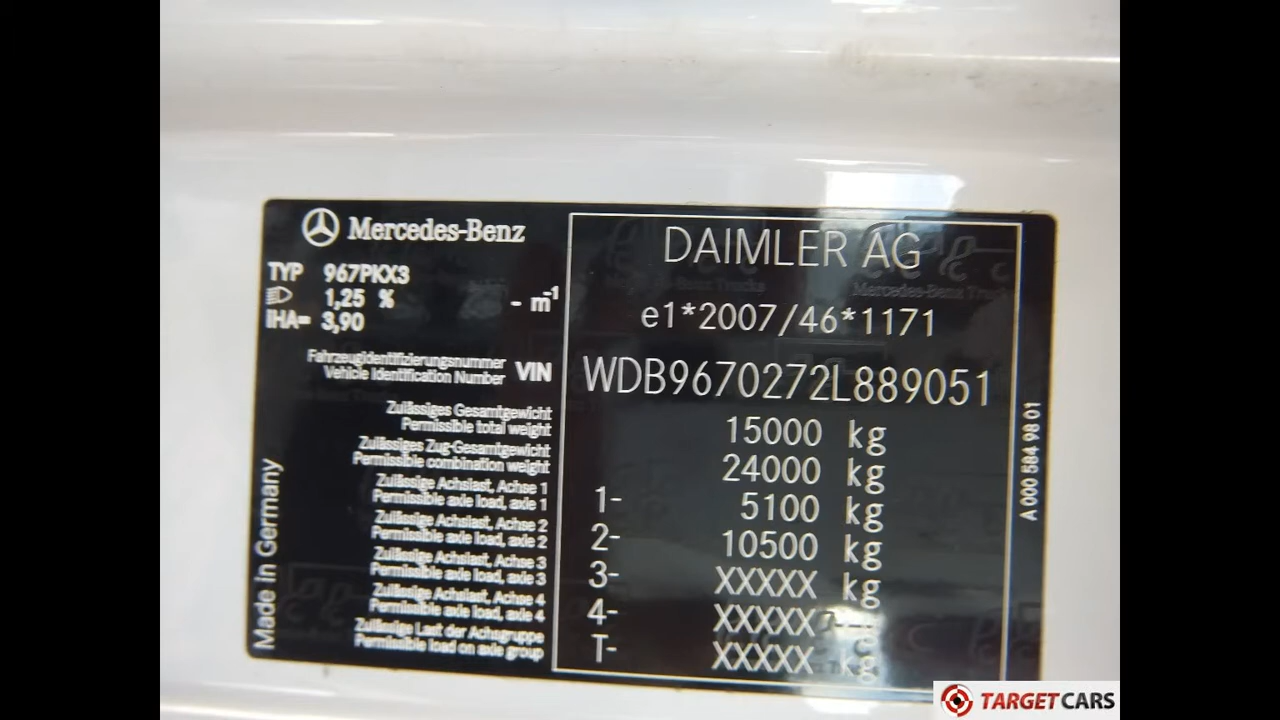 Mercedes-Benz
TYP 967PKX3
1,25 % - m⁻¹
IHA= 3,90
Fahrzeugidentifizierungsnummer
Vehicle Identification Number VIN
Zulässiges Gesamtgewicht
Permissible total weight
Zulässiges Zug-Gesamtgewicht
Permissible combination weight
Zulässige Achslast, Achse 1
Permissible axle load, axle 1
Zulässige Achslast, Achse 2
Permissible axle load, axle 2
Zulässige Achslast, Achse 3
Permissible axle load, axle 3
Zulässige Achslast, Achse 4
Permissible axle load, axle 4
Zulässige Last der Achsgruppe
Permissible load on axle group
Made in Germany
DAIMLER AG
e1*2007/46*1171
WDB9670272L889051
15000 kg
24000 kg
1- 5100 kg
2- 10500 kg
3- XXXXX kg
4- XXXXX
T- XXXXX kg
A 000 584 98 01
TARGETCARS